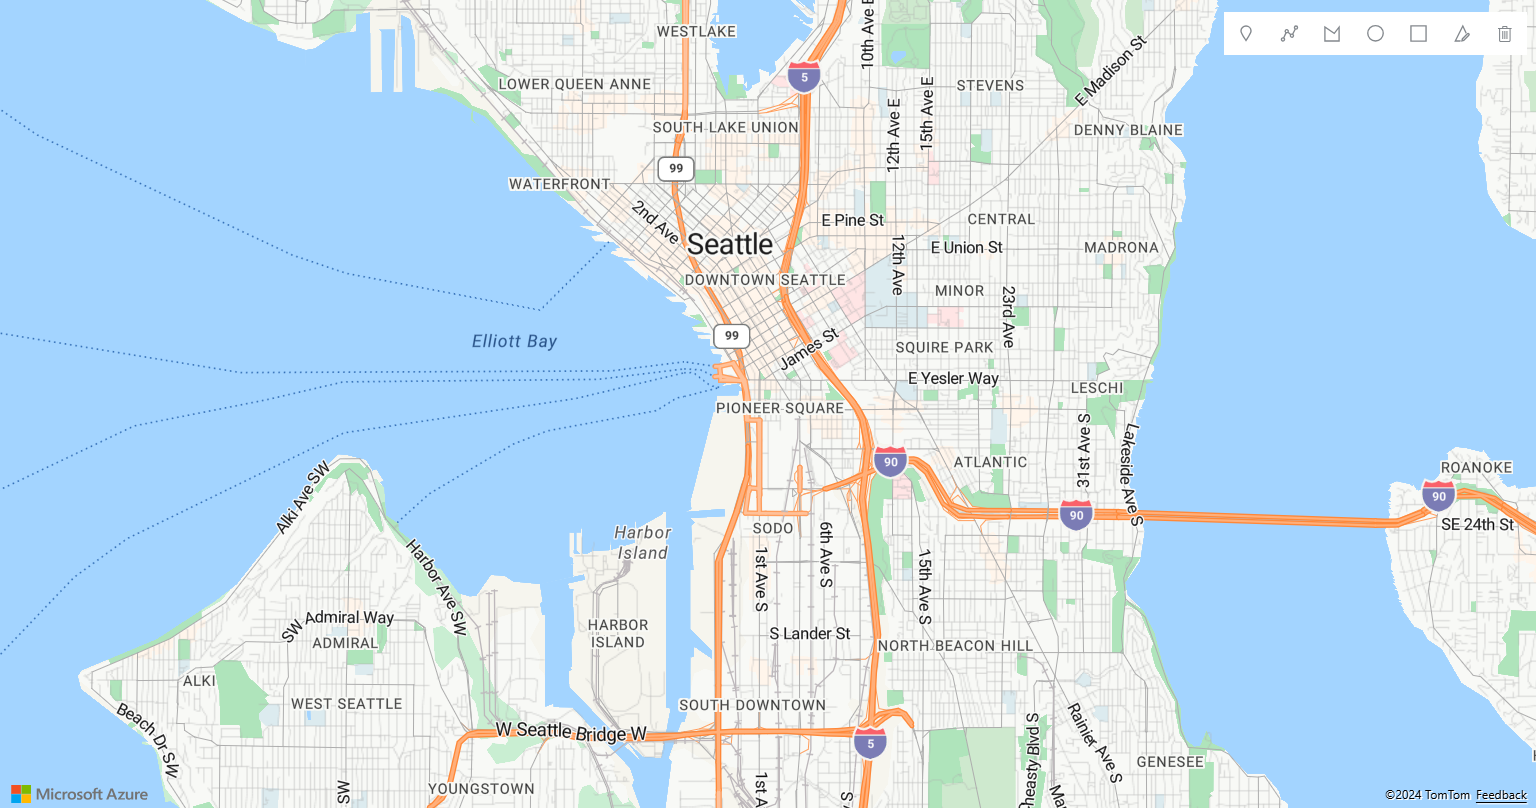 WESTLAKE
10th Ave E
E Madison St
5
LOWER QUEEN ANNE
STEVENS
15th Ave E
12th Ave E
SOUTH LAKE UNION
DENNY BLAINE
99
WATERFRONT
2nd Ave
E Pine St
CENTRAL
Seattle
12th Ave
E Union St
MADRONA
DOWNTOWN SEATTLE
MINOR
23rd Ave
99
Elliott Bay
James St
SQUIRE PARK
E Yesler Way
LESCHI
PIONEER SQUARE
31st Ave S
Lakeside Ave S
90
ATLANTIC
ROANOKE
Alki Ave SW
90
90
SE 24th St
Harbor
Island
SODO
6th Ave S
1st Ave S
15th Ave S
Harbor Ave SW
SW Admiral Way
ADMIRAL
HARBOR
ISLAND
S Lander St
NORTH BEACON HILL
ALKI
WEST SEATTLE
SOUTH DOWNTOWN
Beach Dr SW
W Seattle Bridge W
5
Rainier Ave S
cheasty Blvd S
GENESEE
YOUNGSTOWN
SW
1st A
S
Ma
Microsoft Azure
©2024 TomTom Feedback